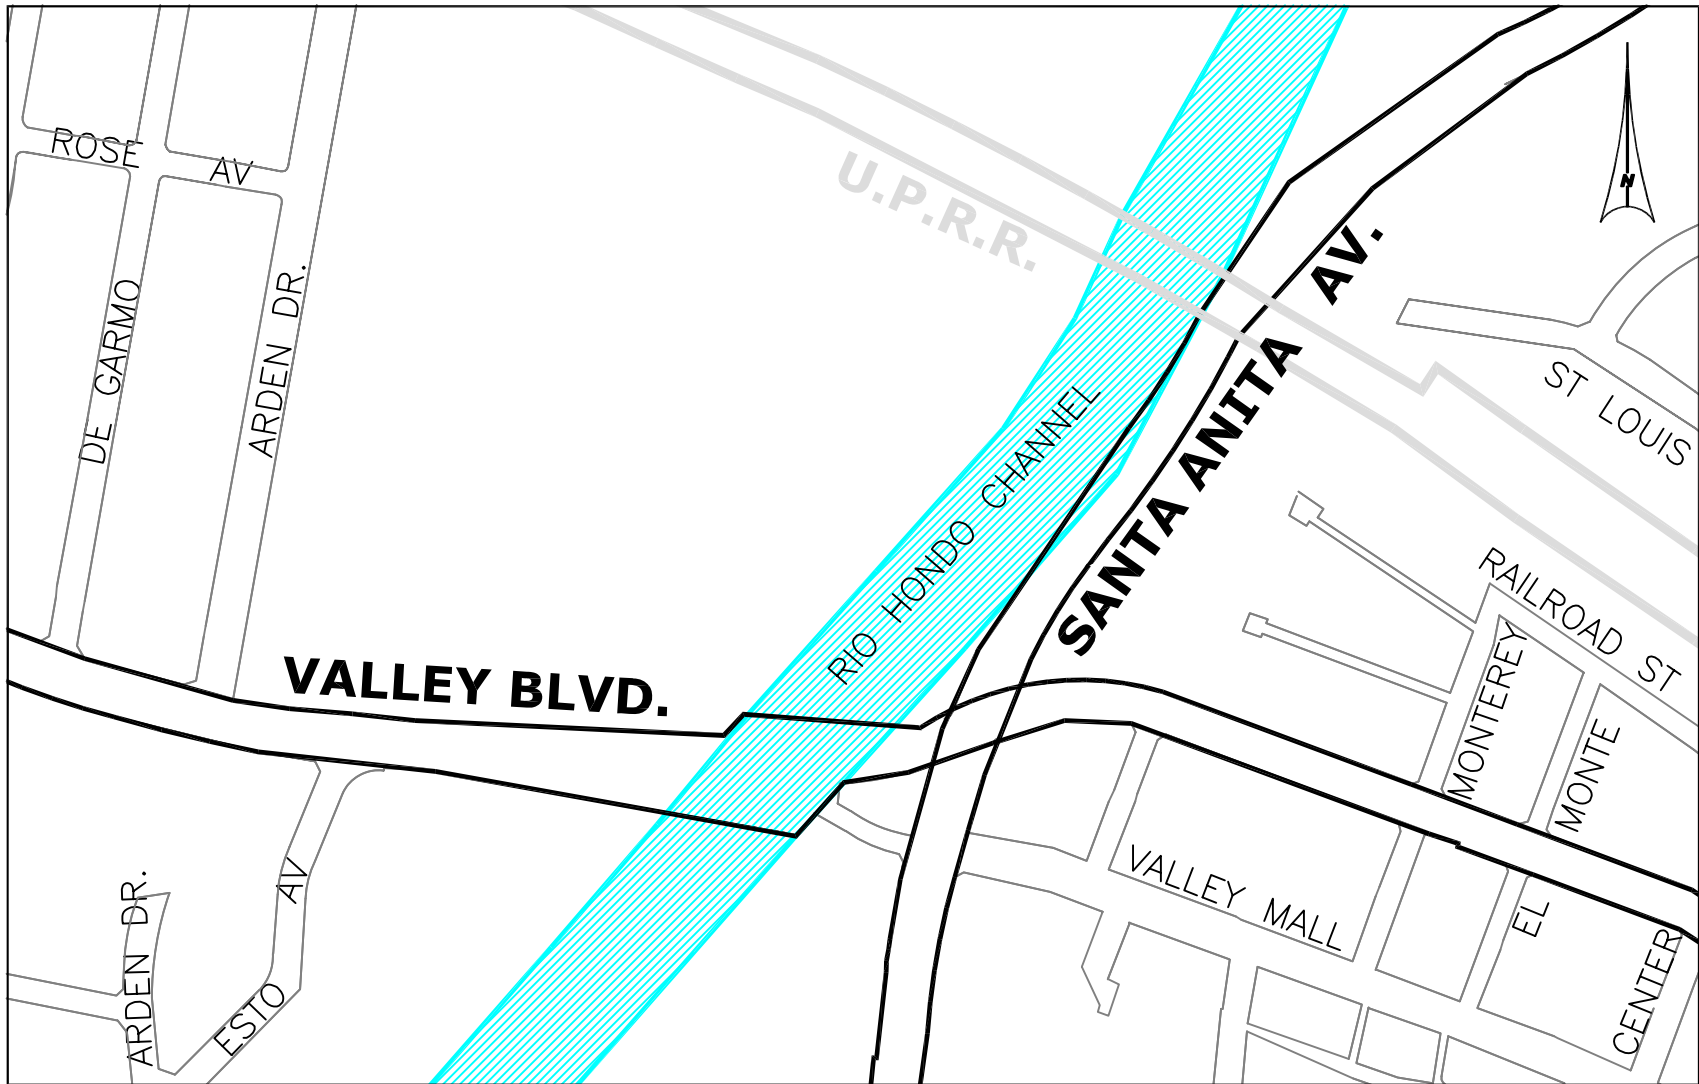 ROSE AV
U.P.R.R.
N
SANTA ANITA AV.
DE GARMO
ARDEN DR.
ST LOUIS
RIO HONDO CHANNEL
RAILROAD ST
VALLEY BLVD.
MONTEREY
EL MONTE
VALLEY MALL
ARDEN DR.
ESTO AV
CENTER